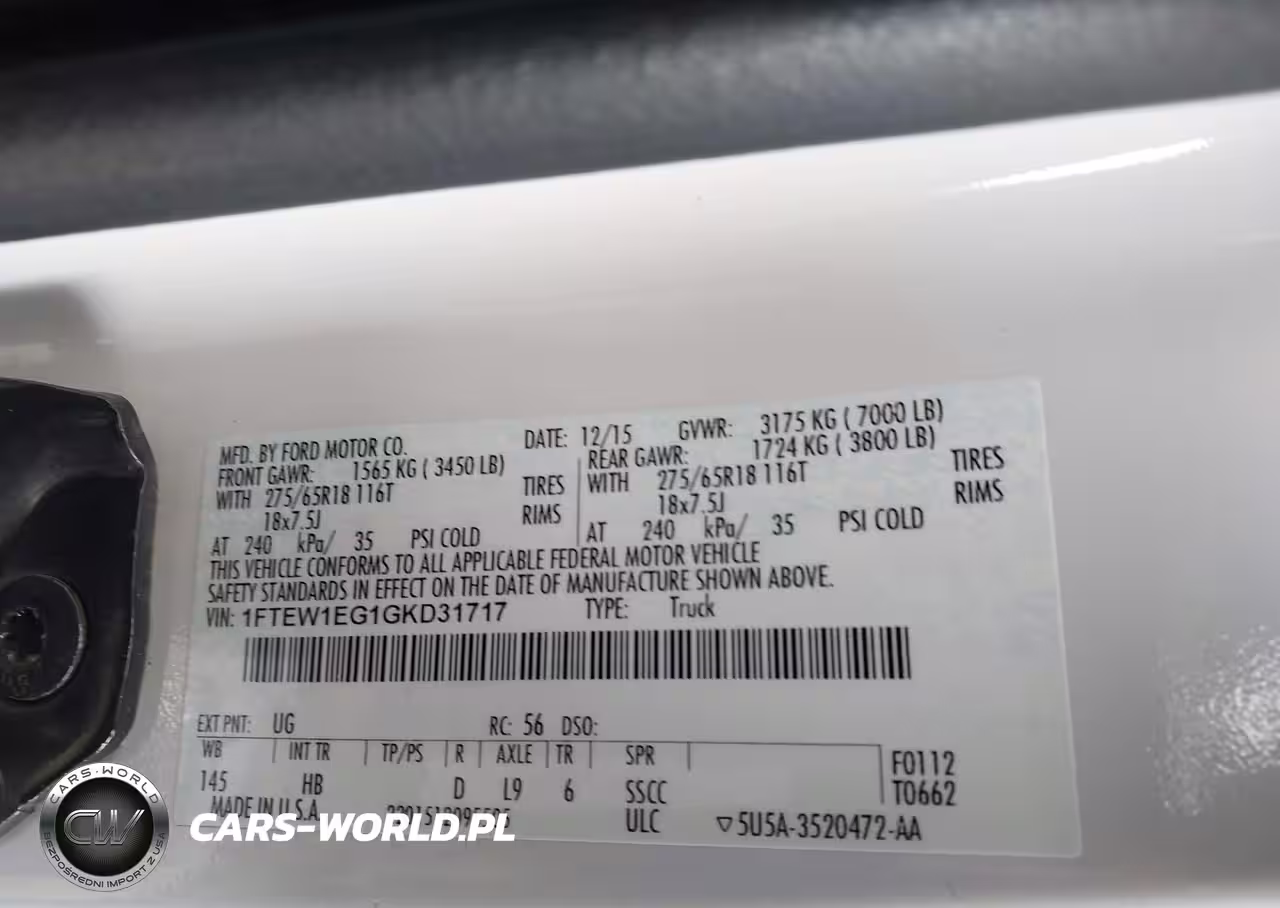 MFD. BY FORD MOTOR CO. DATE: 12/15 GVWR: 3175 KG ( 7000 LB)
FRONT GAWR: 1565 KG ( 3450 LB) REAR GAWR: 1724 KG ( 3800 LB)
WITH 275/65R18 116T TIRES WITH 275/65R18 116T TIRES
18x7.5J RIMS 18x7.5J RIMS
AT 240 kPa/ 35 PSI COLD AT 240 kPa/ 35 PSI COLD
THIS VEHICLE CONFORMS TO ALL APPLICABLE FEDERAL MOTOR VEHICLE
SAFETY STANDARDS IN EFFECT ON THE DATE OF MANUFACTURE SHOWN ABOVE.
VIN: 1FTEW1EG1GKD31717 TYPE: Truck
EXT PNT: UG RC: 56 DSO:
WB INT TR TP/PS R AXLE TR SPR F0112
145 HB D L9 6 SSCC T0662
MADE IN U.S.A. ULC ▽5U5A-3520472-AA
CARS-WORLD
CW
BEZPOŚREDNI IMPORT Z USA
CARS-WORLD.PL